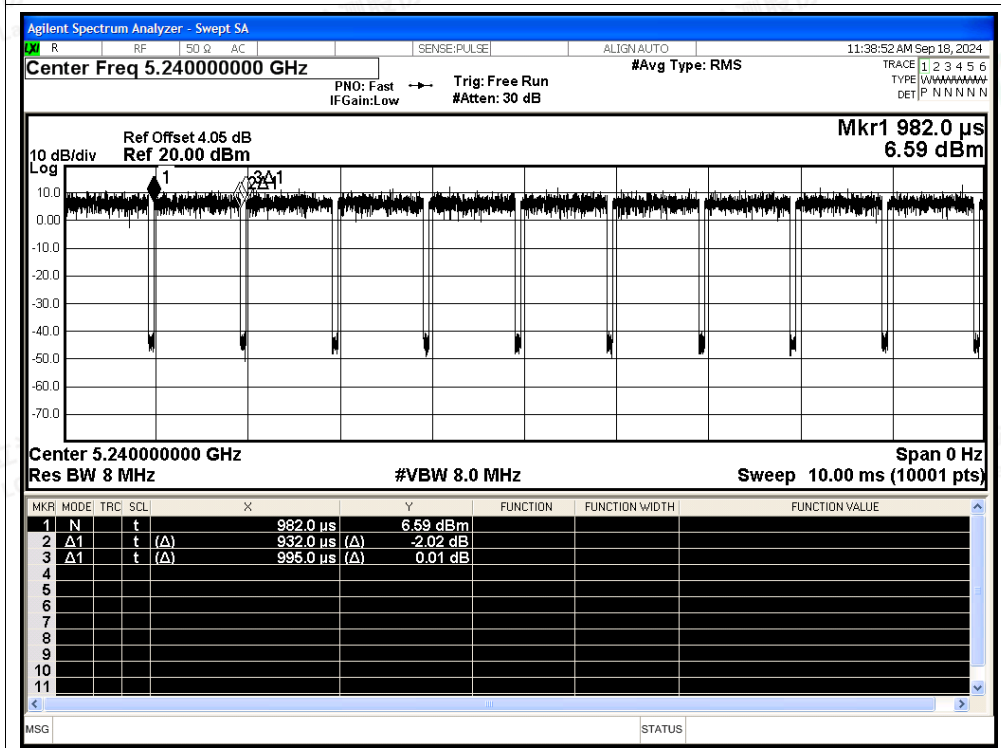 Agilent Spectrum Analyzer - Swept SA
LXI R RF 50 Ω AC SENSE:PULSE ALIGN AUTO 11:38:52 AM Sep 18, 2024
Center Freq 5.240000000 GHz
PNO: Fast
IFGain:Low
Trig: Free Run
#Atten: 30 dB
#Avg Type: RMS
TRACE 1 2 3 4 5 6
TYPE
DET P N N N N N
Mkr1 982.0 µs
6.59 dBm
Ref Offset 4.05 dB
10 dB/div Ref 20.00 dBm
Log
1 2Δ1 3Δ1
10.0
0.00
-10.0
-20.0
-30.0
-40.0
-50.0
-60.0
-70.0
Center 5.240000000 GHz Span 0 Hz
Res BW 8 MHz #VBW 8.0 MHz Sweep 10.00 ms (10001 pts)
MKR MODE TRC SCL X Y FUNCTION FUNCTION WIDTH FUNCTION VALUE
1 N t 982.0 µs 6.59 dBm
2 Δ1 t (Δ) 932.0 µs (Δ) -2.02 dB
3 Δ1 t (Δ) 995.0 µs (Δ) 0.01 dB
4
5
6
7
8
9
10
11
MSG STATUS